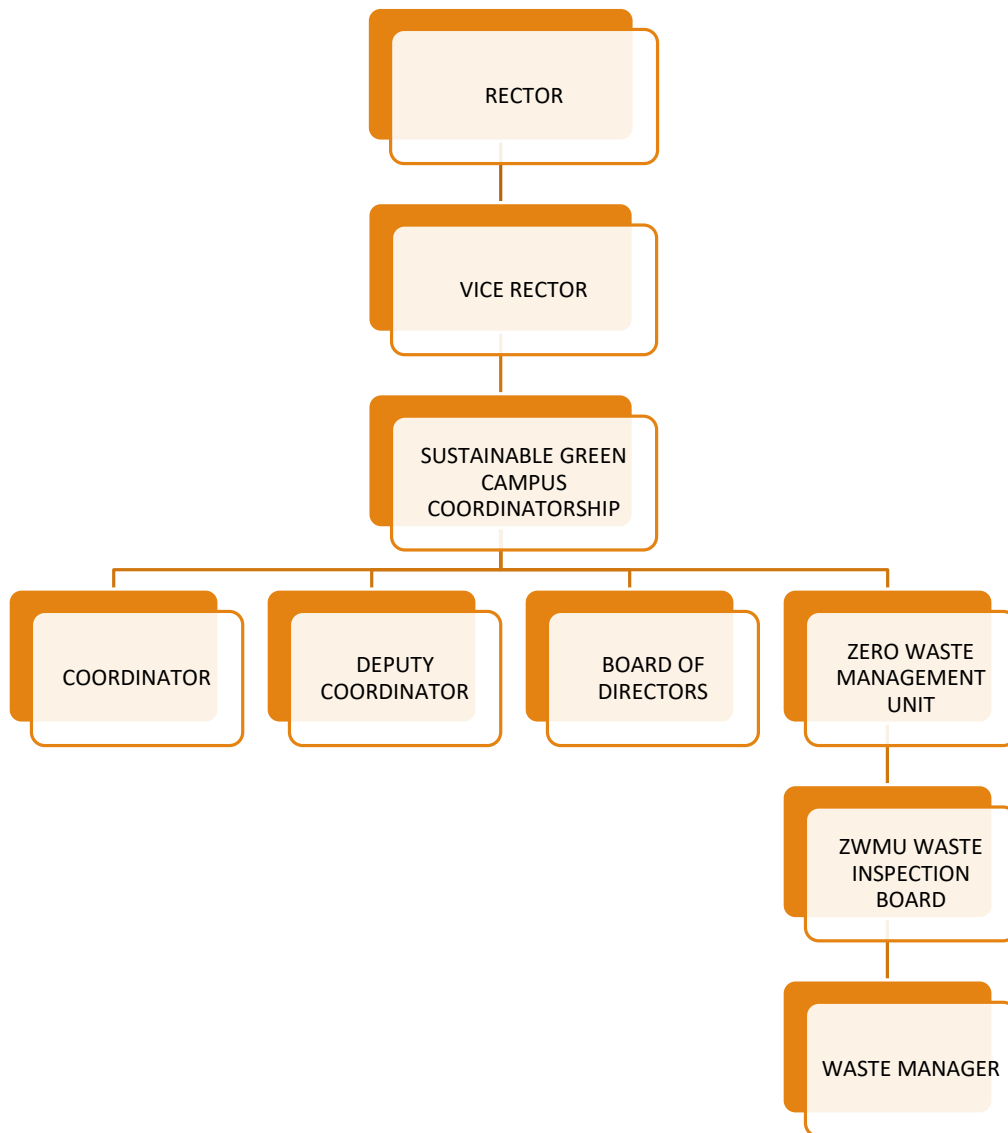 RECTOR
VICE RECTOR
SUSTAINABLE GREEN
CAMPUS
COORDINATORSHIP
COORDINATOR
DEPUTY
COORDINATOR
BOARD OF
DIRECTORS
ZERO WASTE
MANAGEMENT
UNIT
ZWMU WASTE
INSPECTION
BOARD
WASTE MANAGER